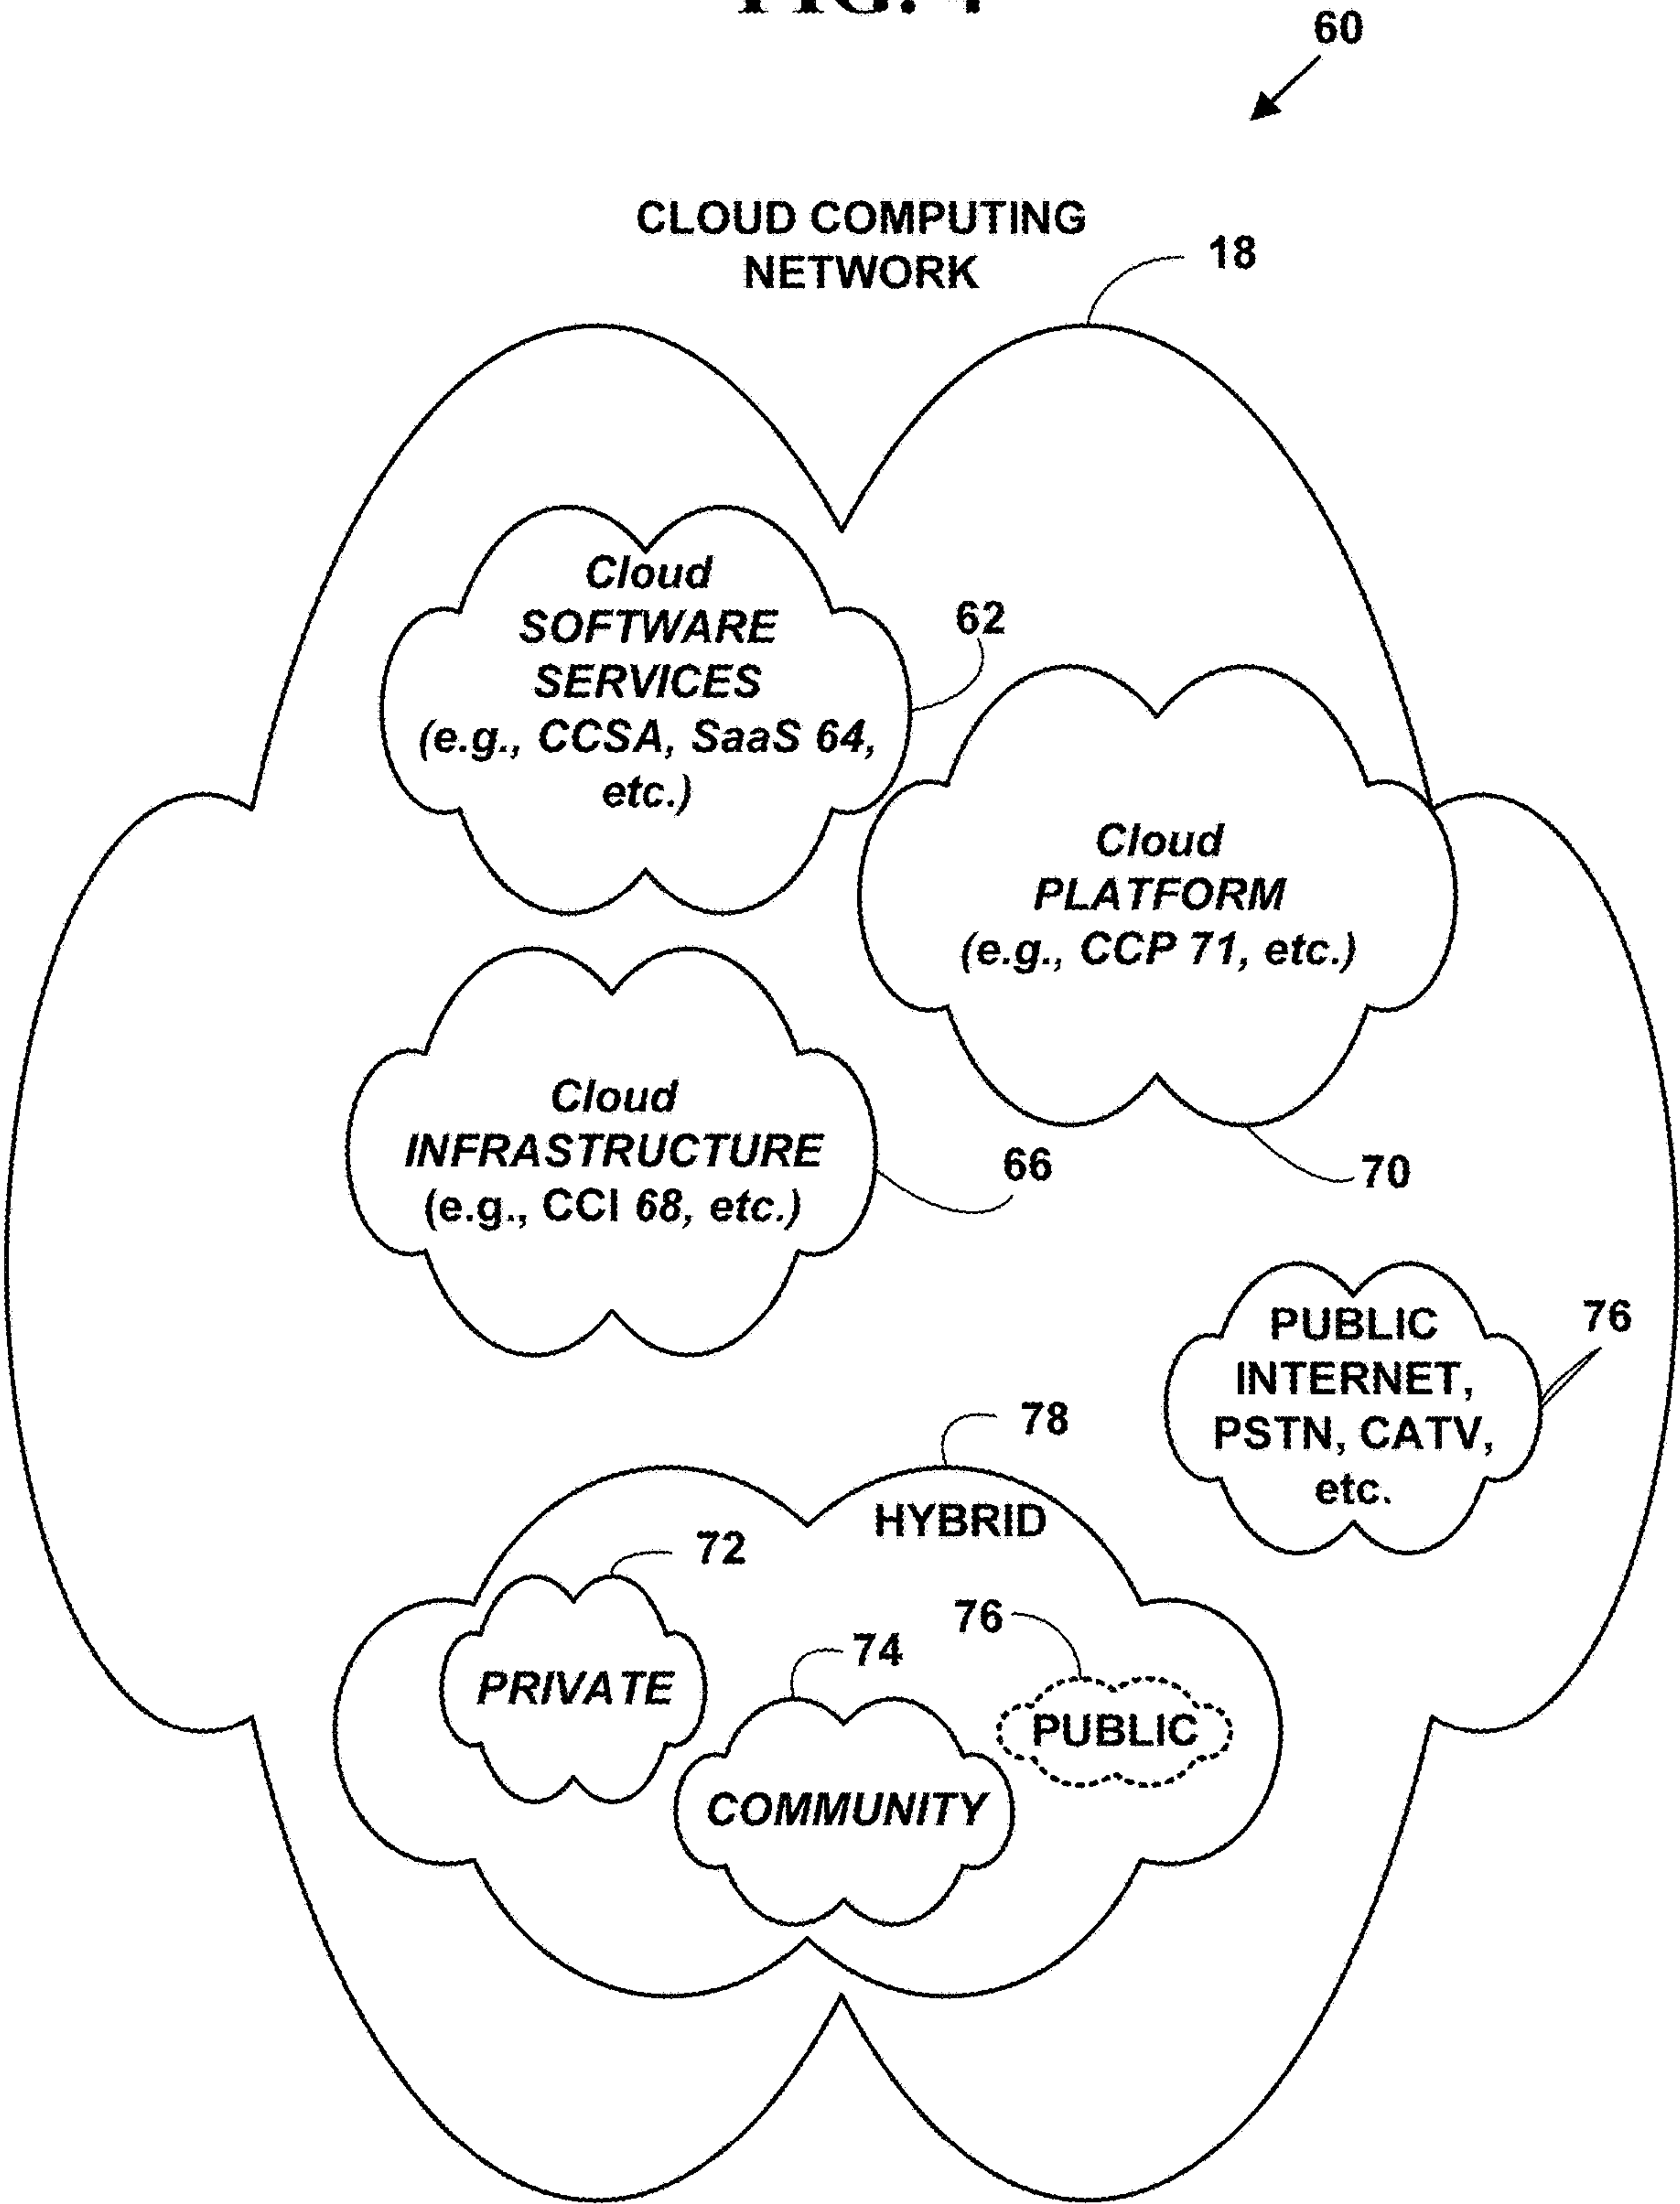 FIG. 4
60
CLOUD COMPUTING
NETWORK
18
Cloud
SOFTWARE
SERVICES
(e.g., CCSA, SaaS 64,
etc.)
62
Cloud
PLATFORM
(e.g., CCP 71, etc.)
70
Cloud
INFRASTRUCTURE
(e.g., CCI 68, etc.)
66
PUBLIC
INTERNET,
PSTN, CATV,
etc.
76
78
HYBRID
72
PRIVATE
74
COMMUNITY
76
PUBLIC